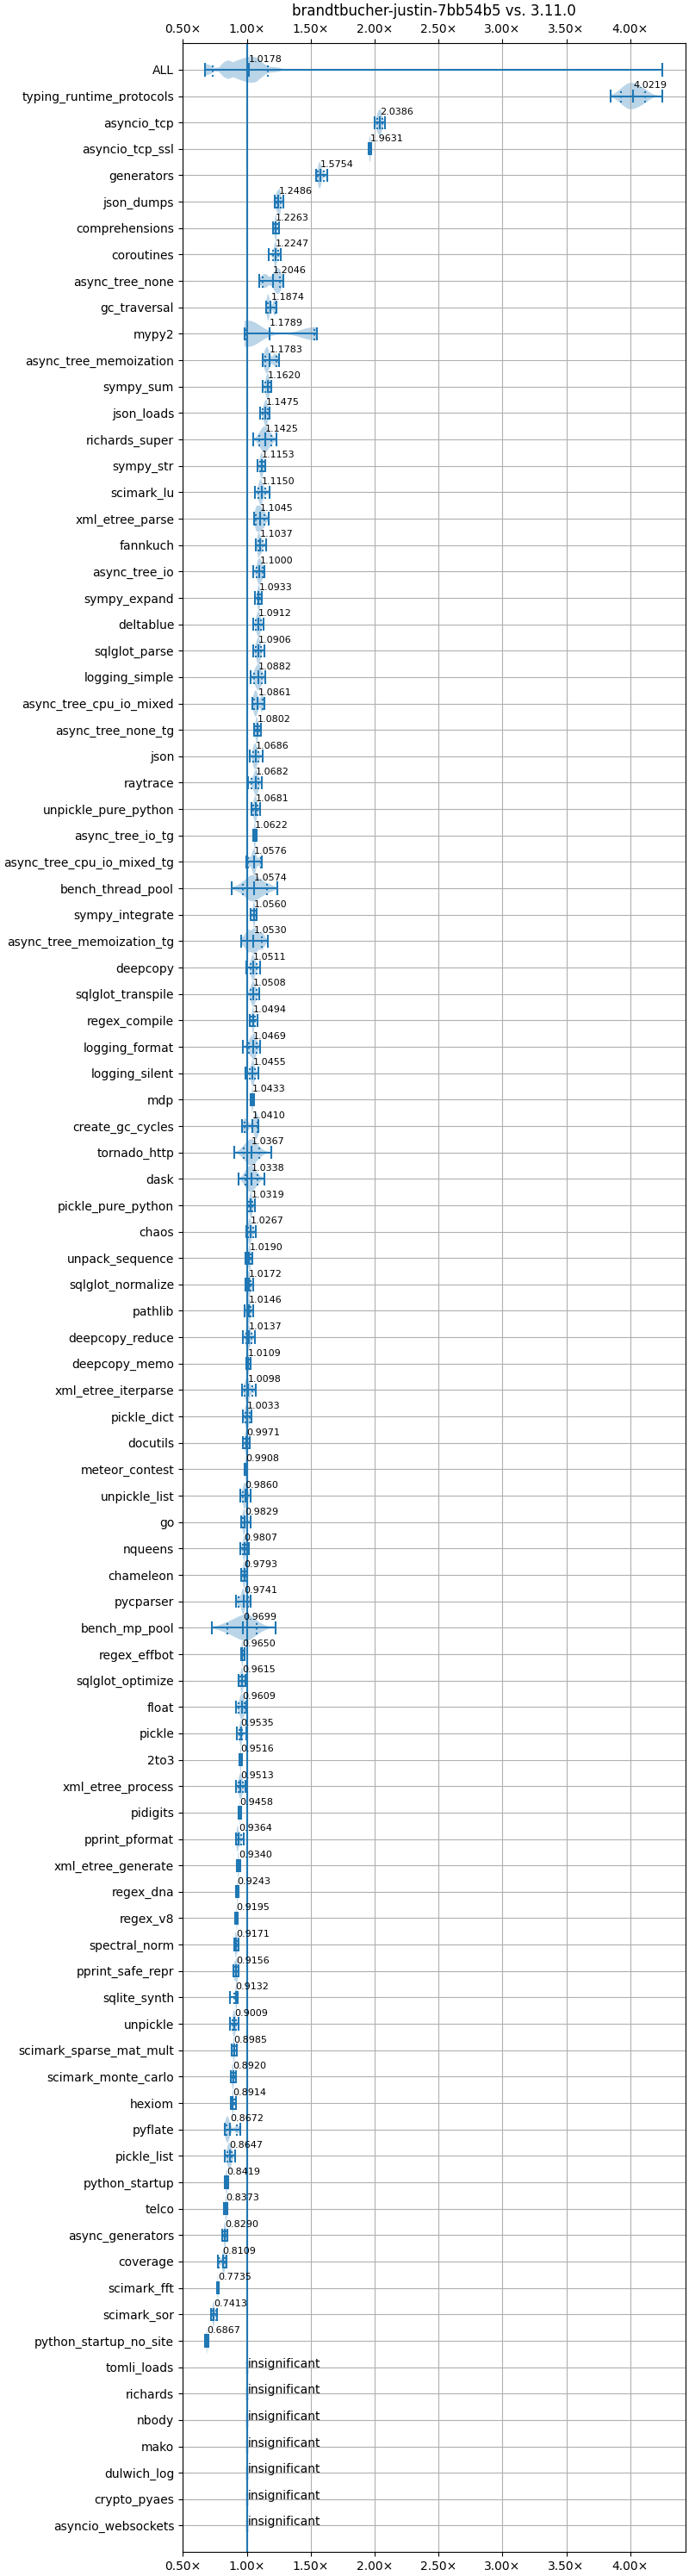 brandtbucher-justin-7bb54b5 vs. 3.11.0
0.50× 1.00× 1.50× 2.00× 2.50× 3.00× 3.50× 4.00×
ALL 1.0178
typing_runtime_protocols 4.0219
asyncio_tcp 2.0386
asyncio_tcp_ssl 1.9631
generators 1.5754
json_dumps 1.2486
comprehensions 1.2263
coroutines 1.2247
async_tree_none 1.2046
gc_traversal 1.1874
mypy2 1.1789
async_tree_memoization 1.1783
sympy_sum 1.1620
json_loads 1.1475
richards_super 1.1425
sympy_str 1.1153
scimark_lu 1.1150
xml_etree_parse 1.1045
fannkuch 1.1037
async_tree_io 1.1000
sympy_expand 1.0933
deltablue 1.0912
sqlglot_parse 1.0906
logging_simple 1.0882
async_tree_cpu_io_mixed 1.0861
async_tree_none_tg 1.0802
json 1.0686
raytrace 1.0682
unpickle_pure_python 1.0681
async_tree_io_tg 1.0622
async_tree_cpu_io_mixed_tg 1.0576
bench_thread_pool 1.0574
sympy_integrate 1.0560
async_tree_memoization_tg 1.0530
deepcopy 1.0511
sqlglot_transpile 1.0508
regex_compile 1.0494
logging_format 1.0469
logging_silent 1.0455
mdp 1.0433
create_gc_cycles 1.0410
tornado_http 1.0367
dask 1.0338
pickle_pure_python 1.0319
chaos 1.0267
unpack_sequence 1.0190
sqlglot_normalize 1.0172
pathlib 1.0146
deepcopy_reduce 1.0137
deepcopy_memo 1.0109
xml_etree_iterparse 1.0098
pickle_dict 1.0033
docutils 0.9971
meteor_contest 0.9908
unpickle_list 0.9860
go 0.9829
nqueens 0.9807
chameleon 0.9793
pycparser 0.9741
bench_mp_pool 0.9699
regex_effbot 0.9650
sqlglot_optimize 0.9615
float 0.9609
pickle 0.9535
2to3 0.9516
xml_etree_process 0.9513
pidigits 0.9458
pprint_pformat 0.9364
xml_etree_generate 0.9340
regex_dna 0.9243
regex_v8 0.9195
spectral_norm 0.9171
pprint_safe_repr 0.9156
sqlite_synth 0.9132
unpickle 0.9009
scimark_sparse_mat_mult 0.8985
scimark_monte_carlo 0.8920
hexiom 0.8914
pyflate 0.8672
pickle_list 0.8647
python_startup 0.8419
telco 0.8373
async_generators 0.8290
coverage 0.8109
scimark_fft 0.7735
scimark_sor 0.7413
python_startup_no_site 0.6867
tomli_loads insignificant
richards insignificant
nbody insignificant
mako insignificant
dulwich_log insignificant
crypto_pyaes insignificant
asyncio_websockets insignificant
0.50× 1.00× 1.50× 2.00× 2.50× 3.00× 3.50× 4.00×